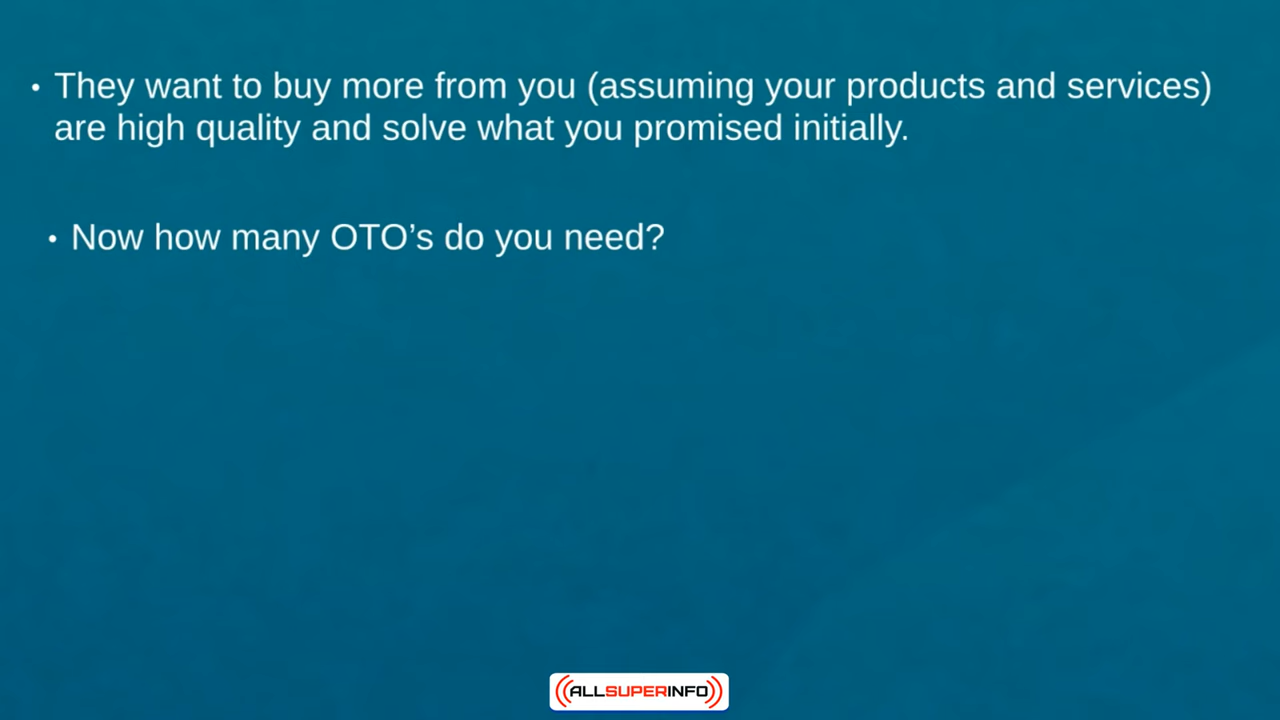 • They want to buy more from you (assuming your products and services)
are high quality and solve what you promised initially.
• Now how many OTO’s do you need?
ALLSUPERINFO